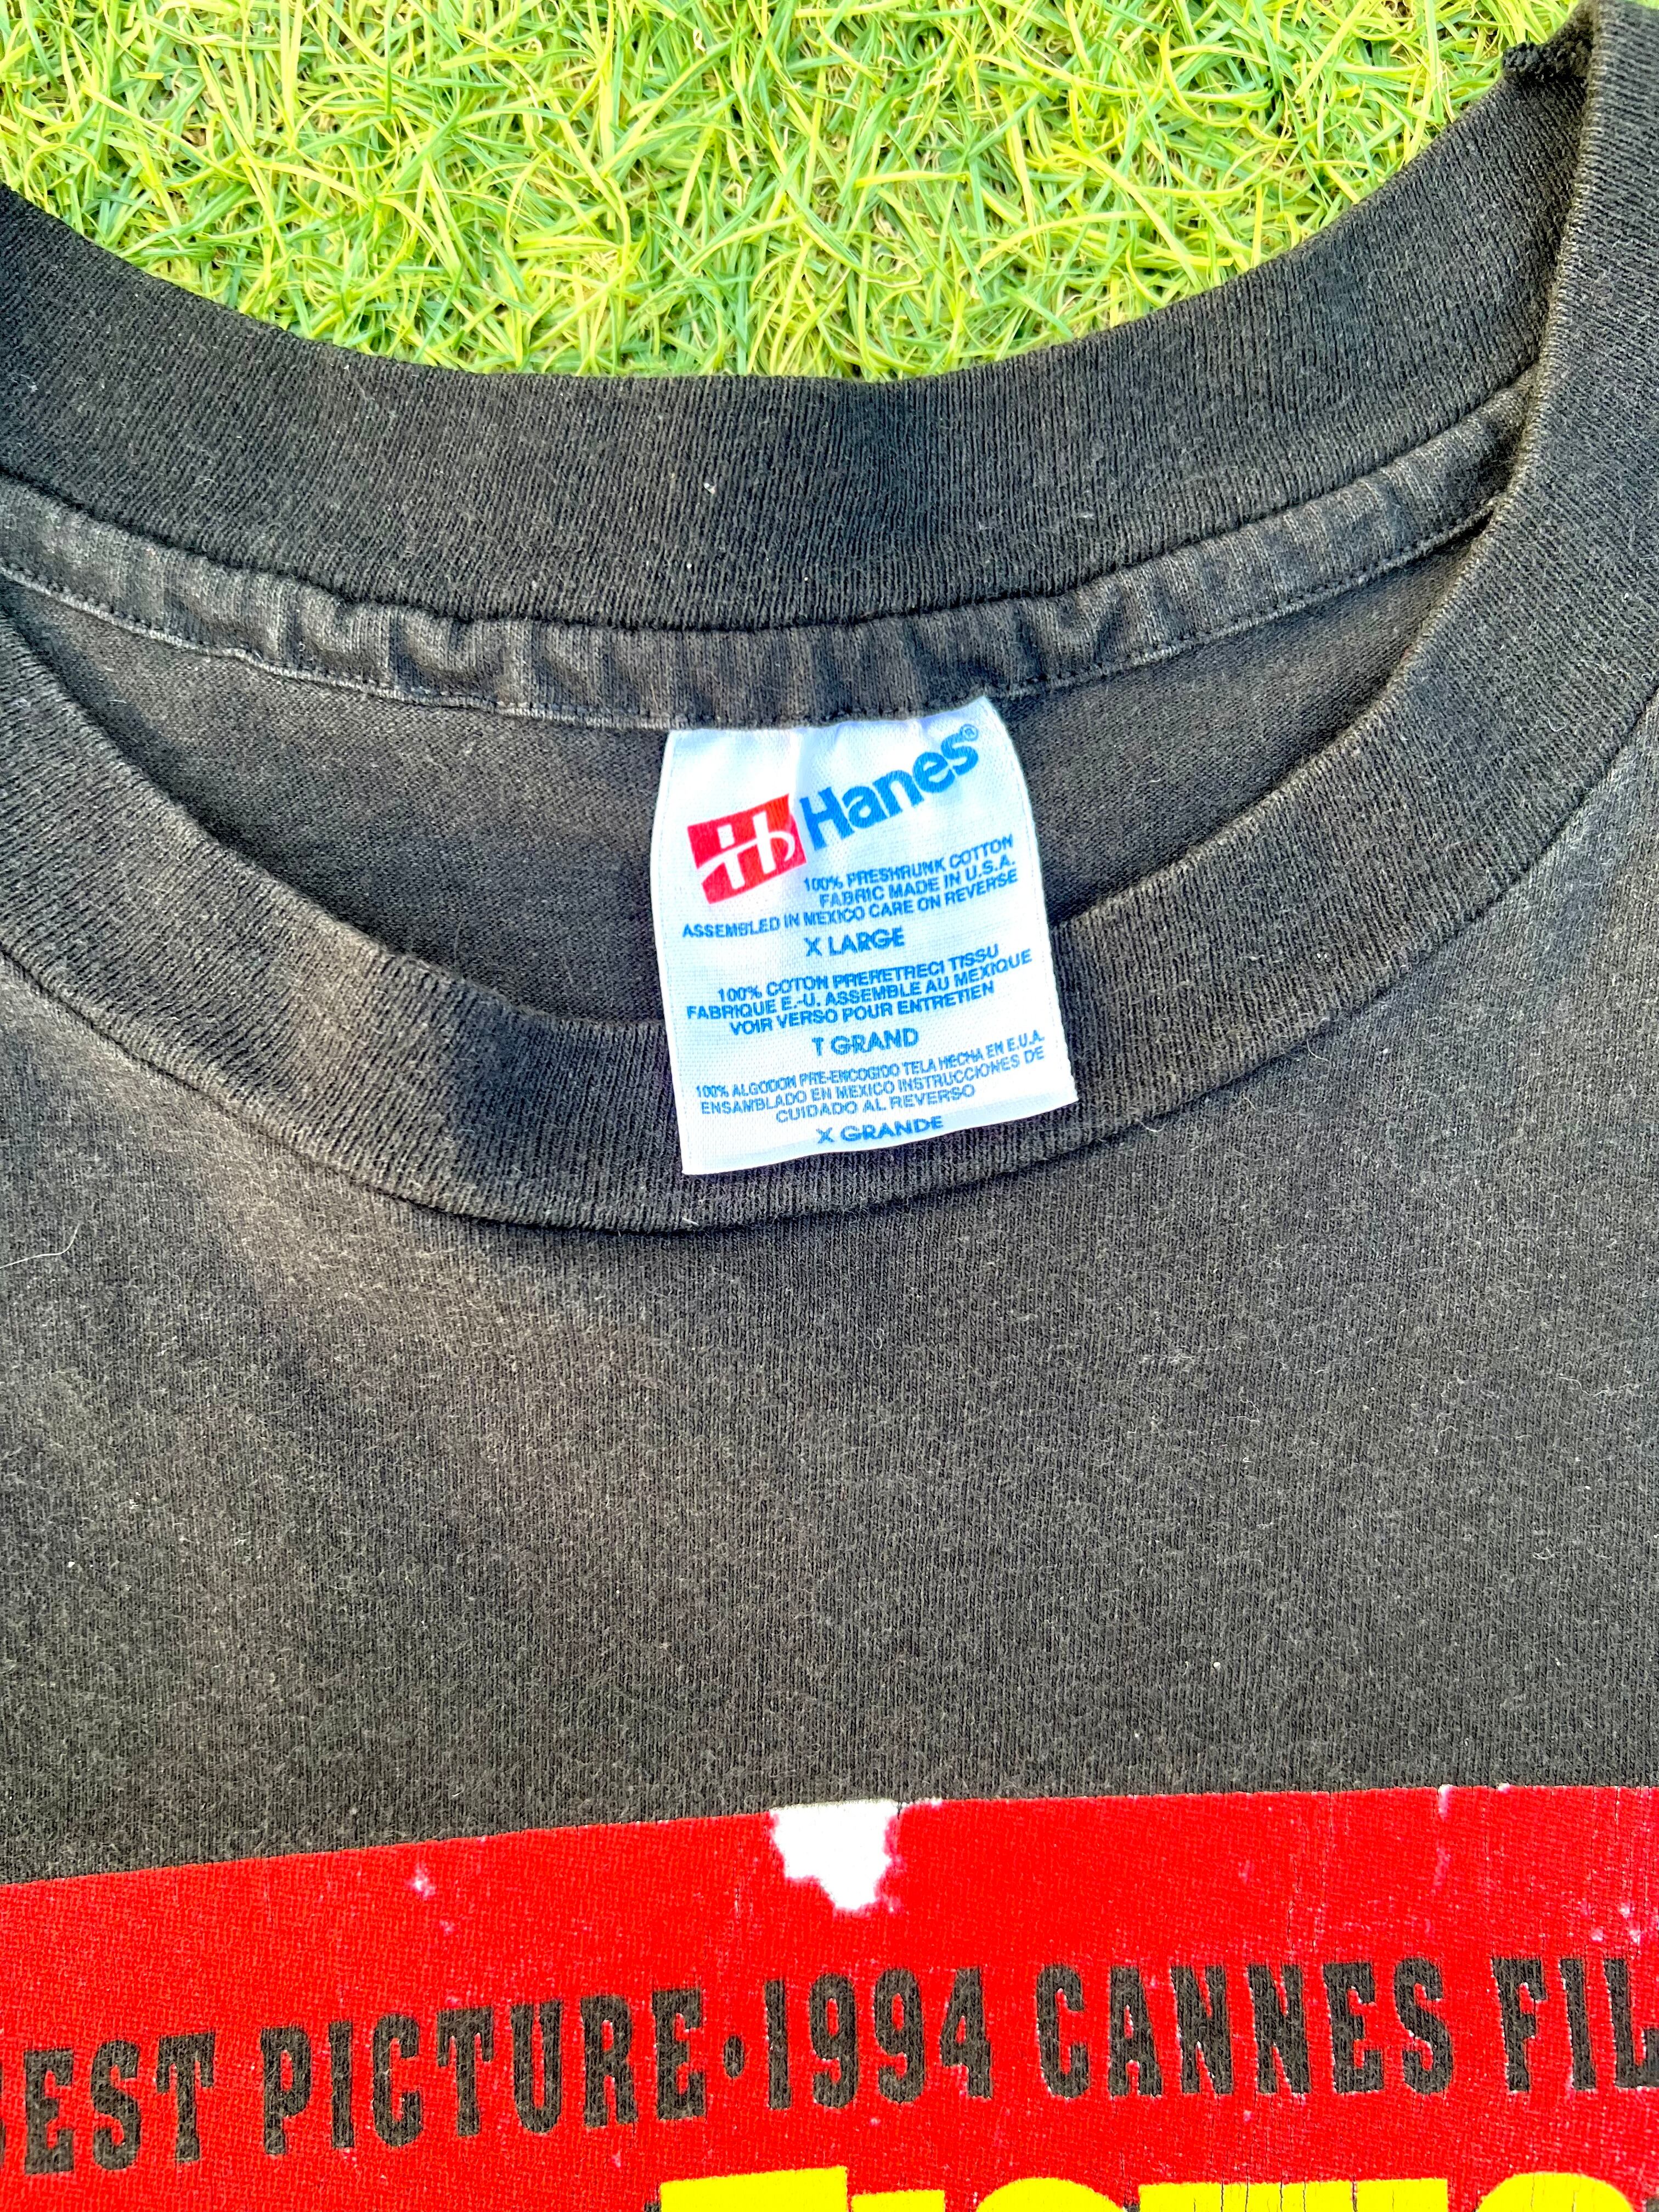 Hanes®
100% PRESHRUNK COTTON
FABRIC MADE IN U.S.A.
ASSEMBLED IN MEXICO CARE ON REVERSE
X LARGE
100% COTON PRERETRECI TISSU
FABRIQUE E.-U. ASSEMBLE AU MEXIQUE
VOIR VERSO POUR ENTRETIEN
T GRAND
100% ALGODON PRE-ENCOGIDO TELA HECHA EN E.U.A.
ENSAMBLADO EN MEXICO INSTRUCCIONES DE
CUIDADO AL REVERSO
X GRANDE
BEST PICTURE•1994 CANNES FIL